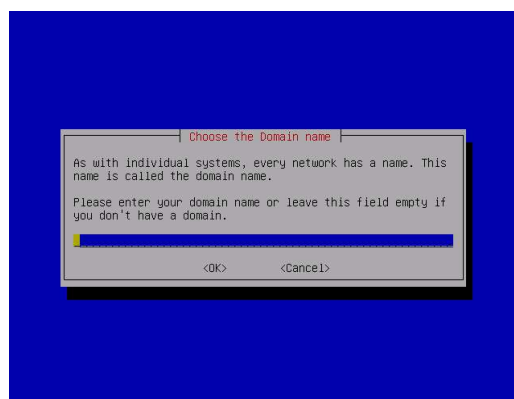 Choose the Domain name
As with individual systems, every network has a name. This
name is called the domain name.
Please enter your domain name or leave this field empty if
you don't have a domain.
<OK> <Cancel>